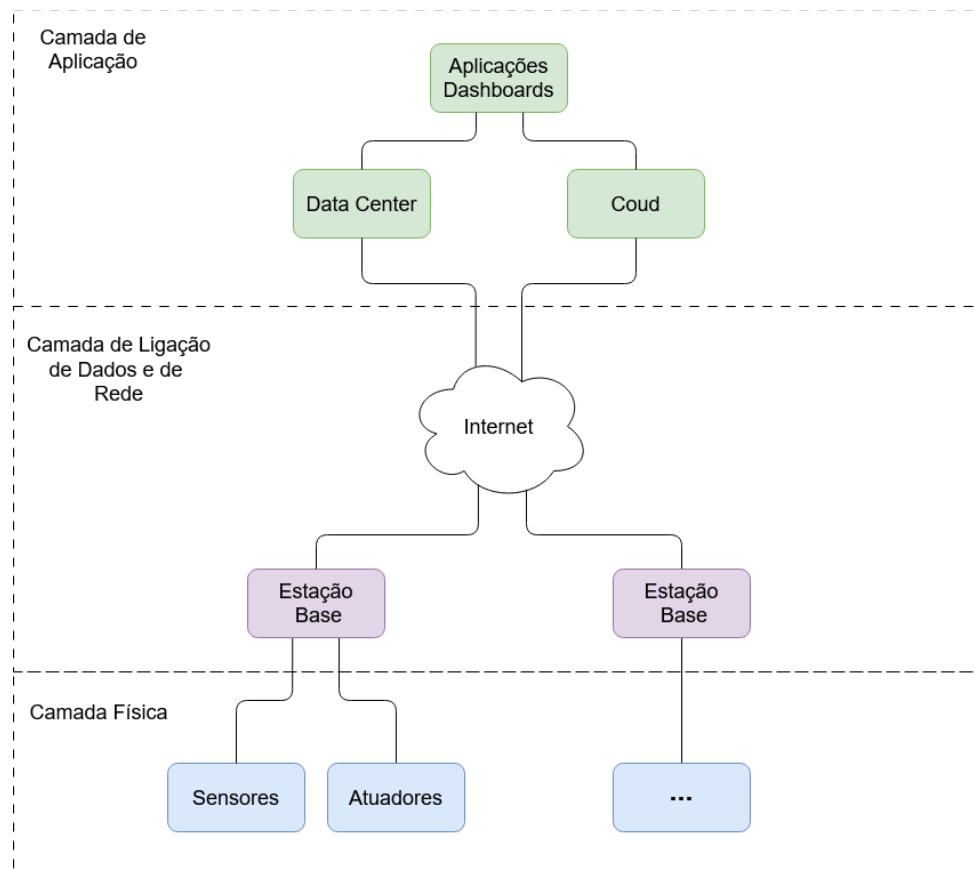 Camada de
Aplicação
Aplicações
Dashboards
Data Center
Coud
Camada de Ligação
de Dados e de
Rede
Internet
Estação
Base
Estação
Base
Camada Física
Sensores
Atuadores
...